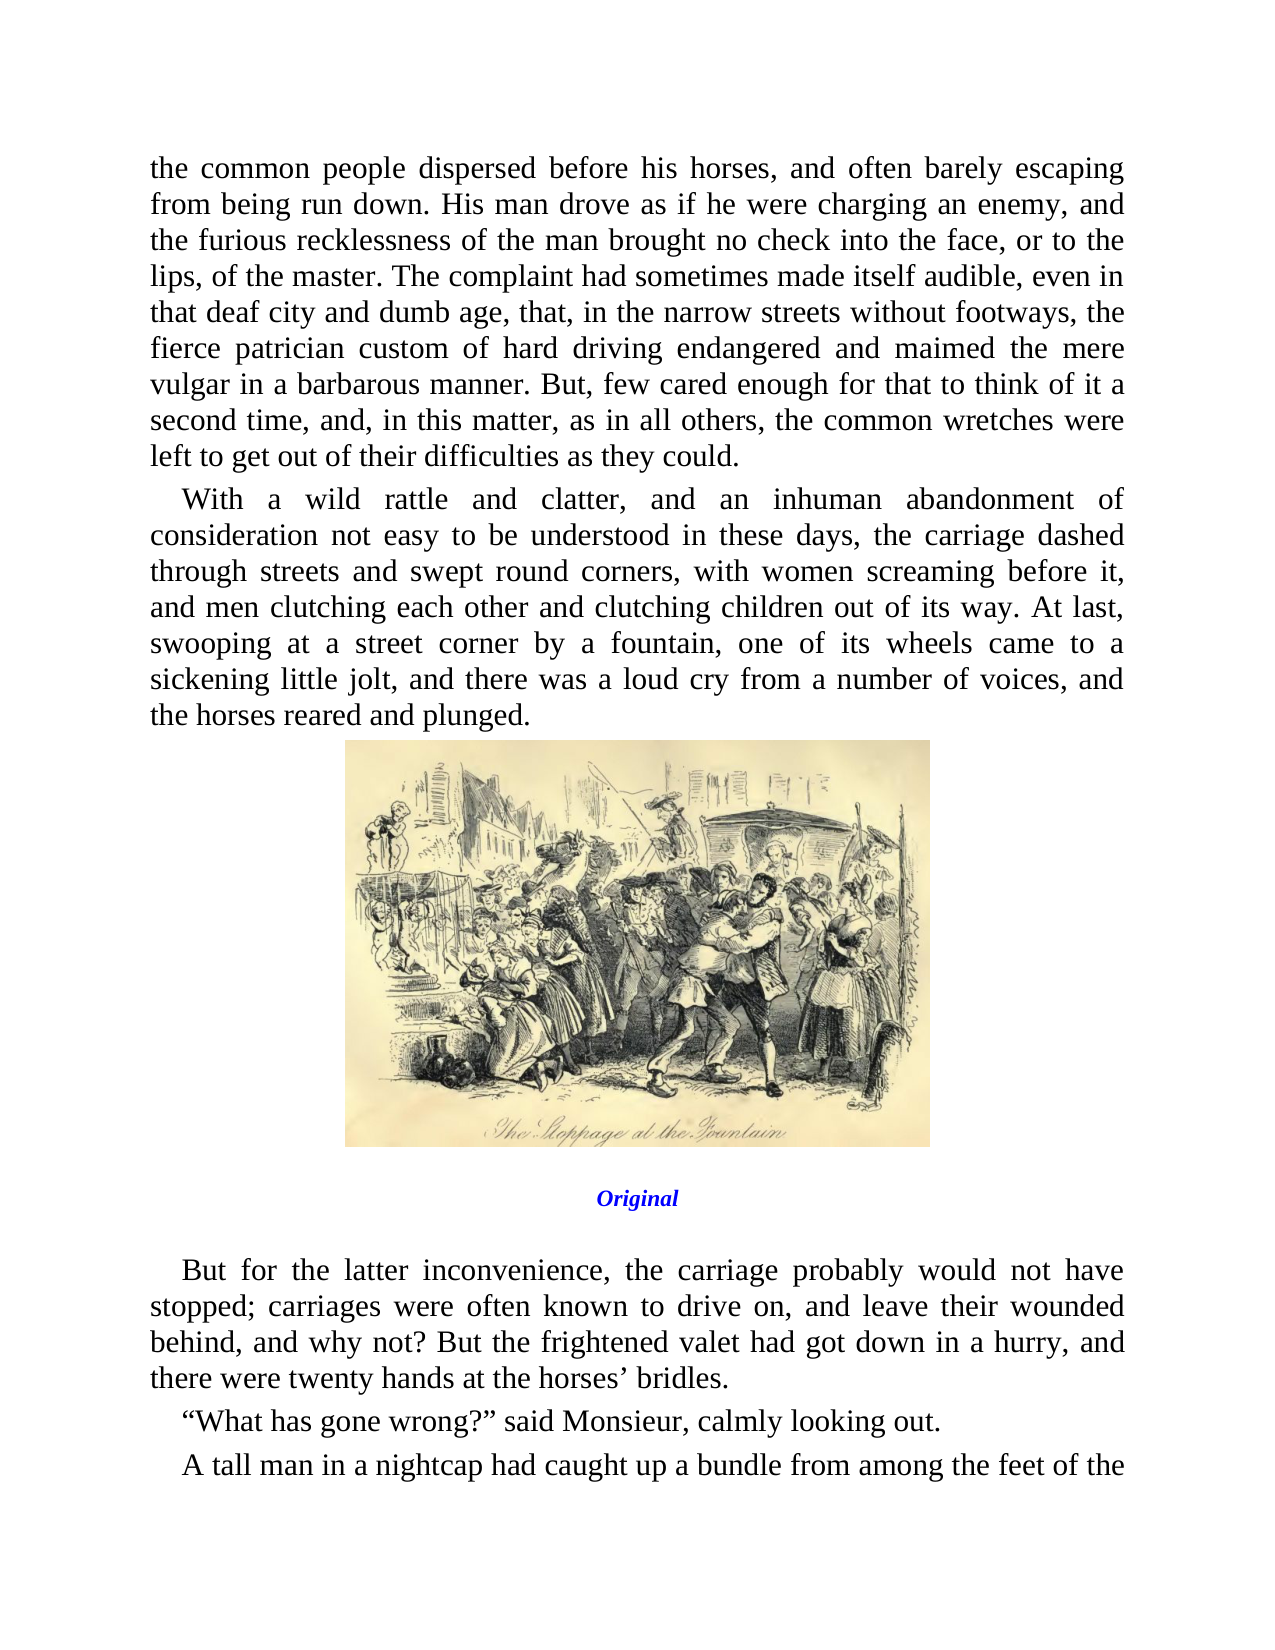 the common people dispersed before his horses, and often barely escaping
from being run down. His man drove as if he were charging an enemy, and
the furious recklessness of the man brought no check into the face, or to the
lips, of the master. The complaint had sometimes made itself audible, even in
that deaf city and dumb age, that, in the narrow streets without footways, the
fierce patrician custom of hard driving endangered and maimed the mere
vulgar in a barbarous manner. But, few cared enough for that to think of it a
second time, and, in this matter, as in all others, the common wretches were
left to get out of their difficulties as they could.
With a wild rattle and clatter, and an inhuman abandonment of
consideration not easy to be understood in these days, the carriage dashed
through streets and swept round corners, with women screaming before it,
and men clutching each other and clutching children out of its way. At last,
swooping at a street corner by a fountain, one of its wheels came to a
sickening little jolt, and there was a loud cry from a number of voices, and
the horses reared and plunged.
The Stoppage at the Fountain
Original
But for the latter inconvenience, the carriage probably would not have
stopped; carriages were often known to drive on, and leave their wounded
behind, and why not? But the frightened valet had got down in a hurry, and
there were twenty hands at the horses’ bridles.
“What has gone wrong?” said Monsieur, calmly looking out.
A tall man in a nightcap had caught up a bundle from among the feet of the